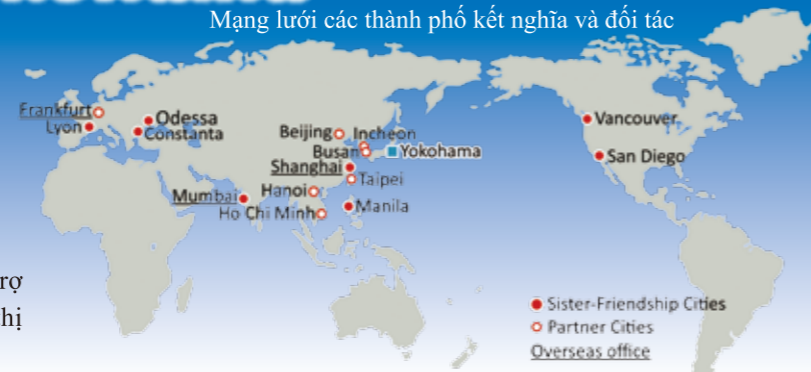 Mạng lưới các thành phố kết nghĩa và đối tác
Frankfurt
Lyon
Odessa
Constanta
Beijing
Incheon
Busan
Yokohama
Shanghai
Taipei
Mumbai
Hanoi
Ho Chi Minh
Manila
Vancouver
San Diego
rợ
hị
Sister-Friendship Cities
Partner Cities
Overseas office